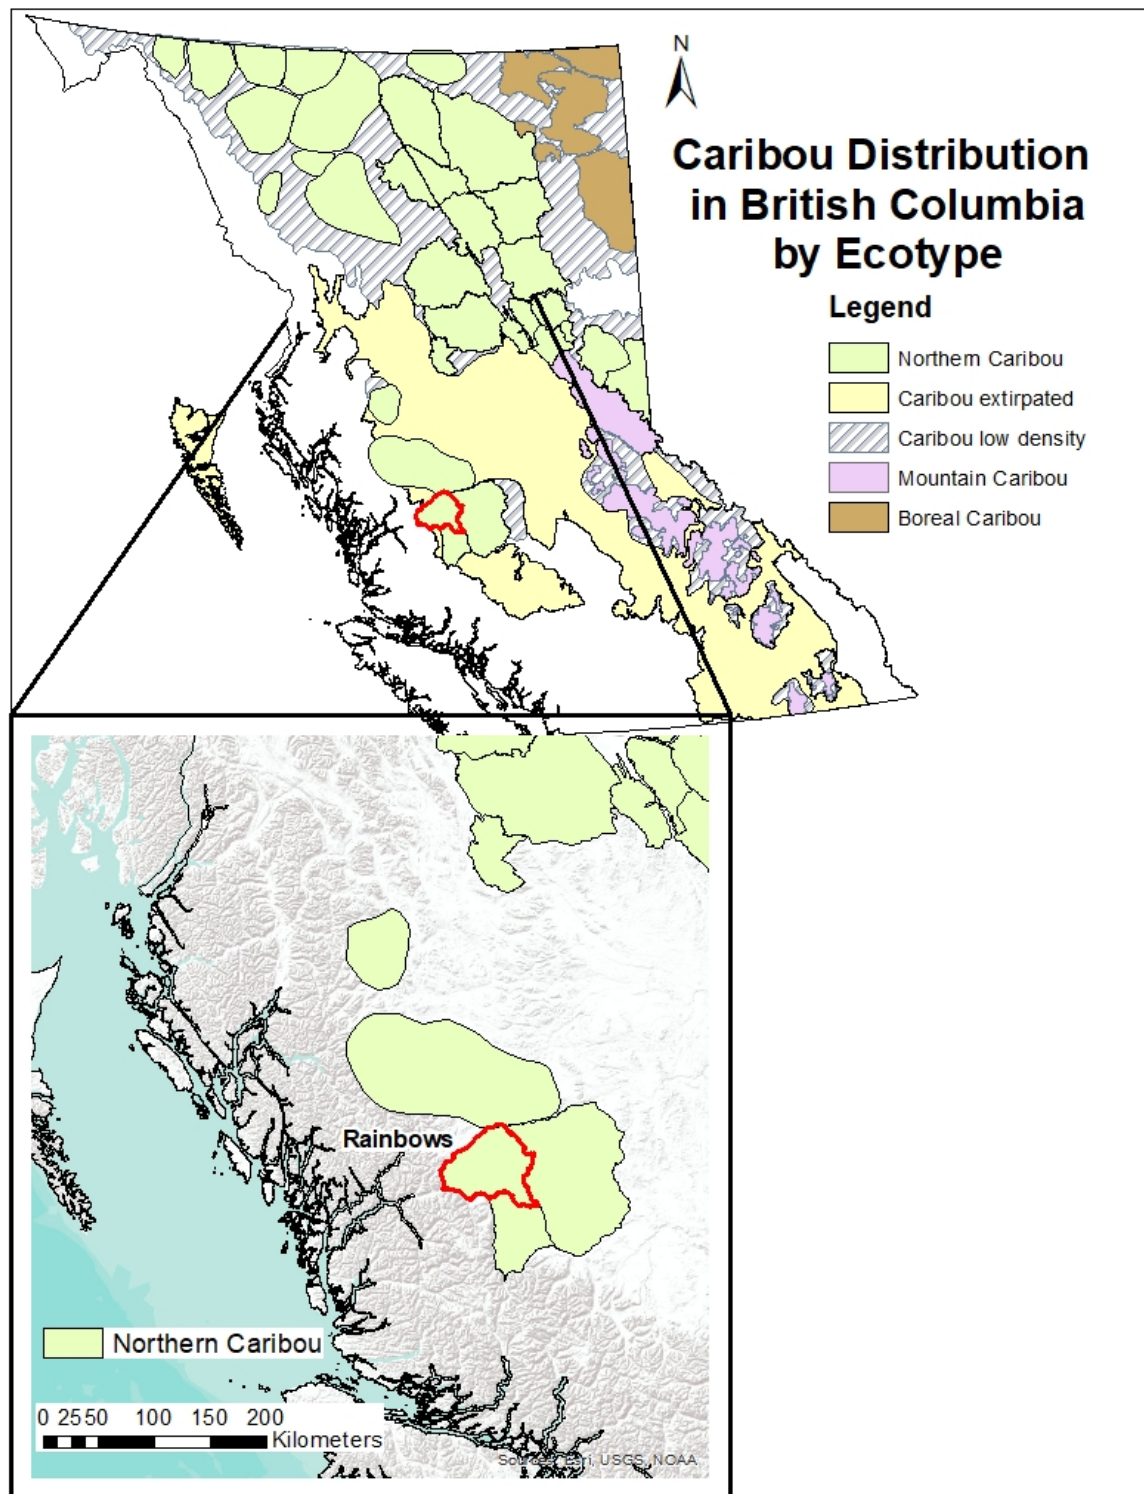 N
Caribou Distribution
in British Columbia
by Ecotype
Legend
Northern Caribou
Caribou extirpated
Caribou low density
Mountain Caribou
Boreal Caribou
Rainbows
Northern Caribou
0 25 50 100 150 200
Kilometers
Sources: Esri, USGS, NOAA